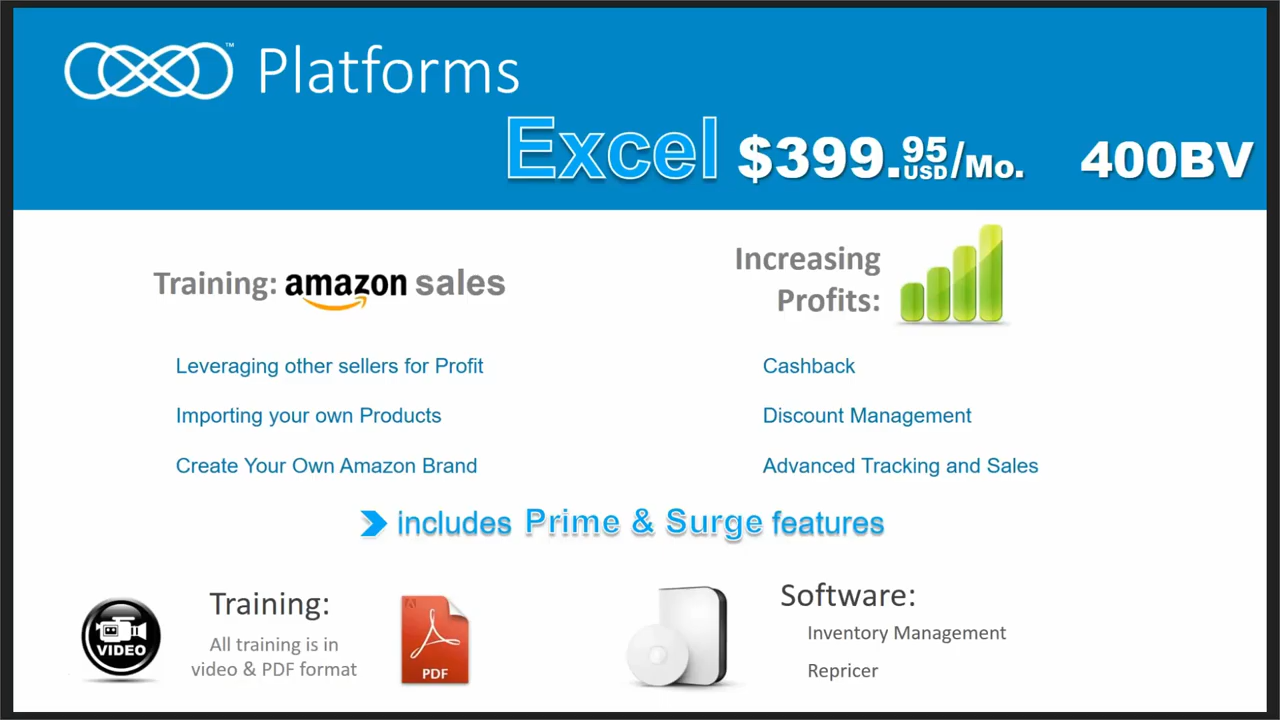 Platforms ™
Excel $399.95 USD/Mo. 400BV
Training: amazon sales
Leveraging other sellers for Profit
Importing your own Products
Create Your Own Amazon Brand
Increasing
Profits:
Cashback
Discount Management
Advanced Tracking and Sales
includes Prime & Surge features
VIDEO
Training:
All training is in
video & PDF format
PDF
Software:
Inventory Management
Repricer